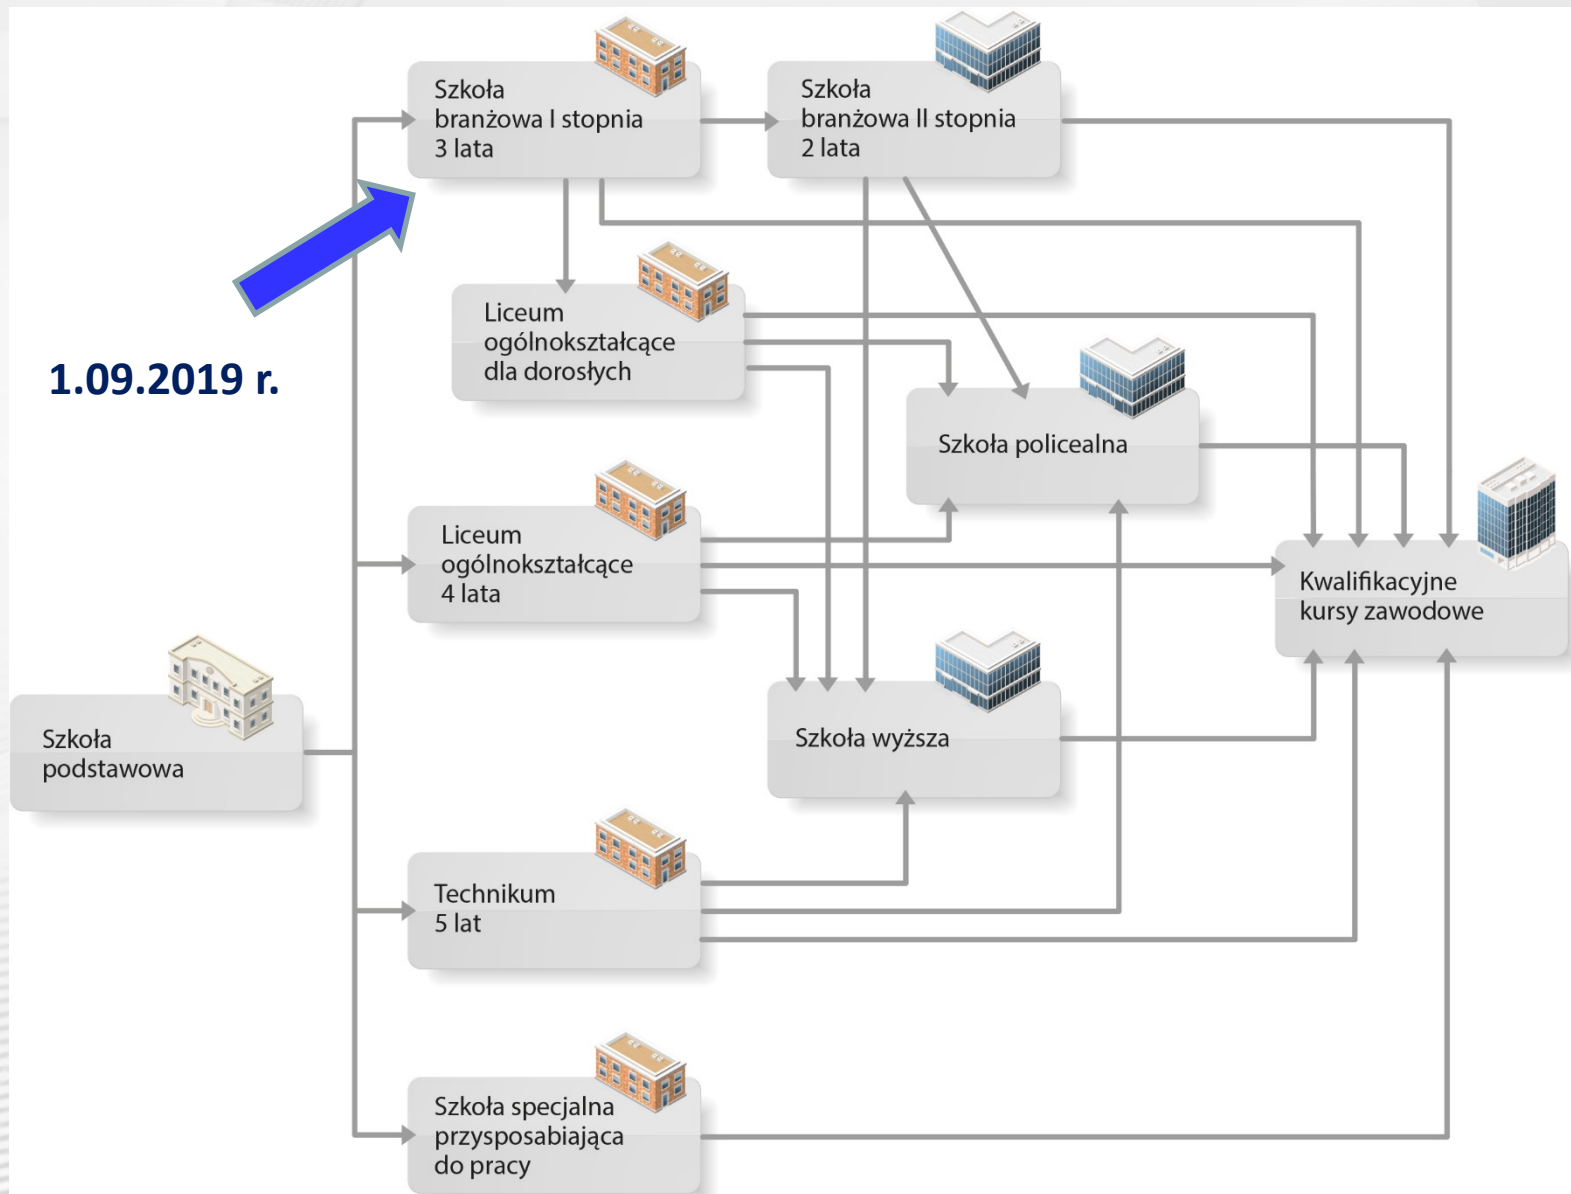 Szkoła
branżowa I stopnia
3 lata
Szkoła
branżowa II stopnia
2 lata
Liceum
ogólnokształcące
dla dorosłych
1.09.2019 r.
Szkoła policealna
Liceum
ogólnokształcące
4 lata
Kwalifikacyjne
kursy zawodowe
Szkoła
podstawowa
Szkoła wyższa
Technikum
5 lat
Szkoła specjalna
przysposabiająca
do pracy